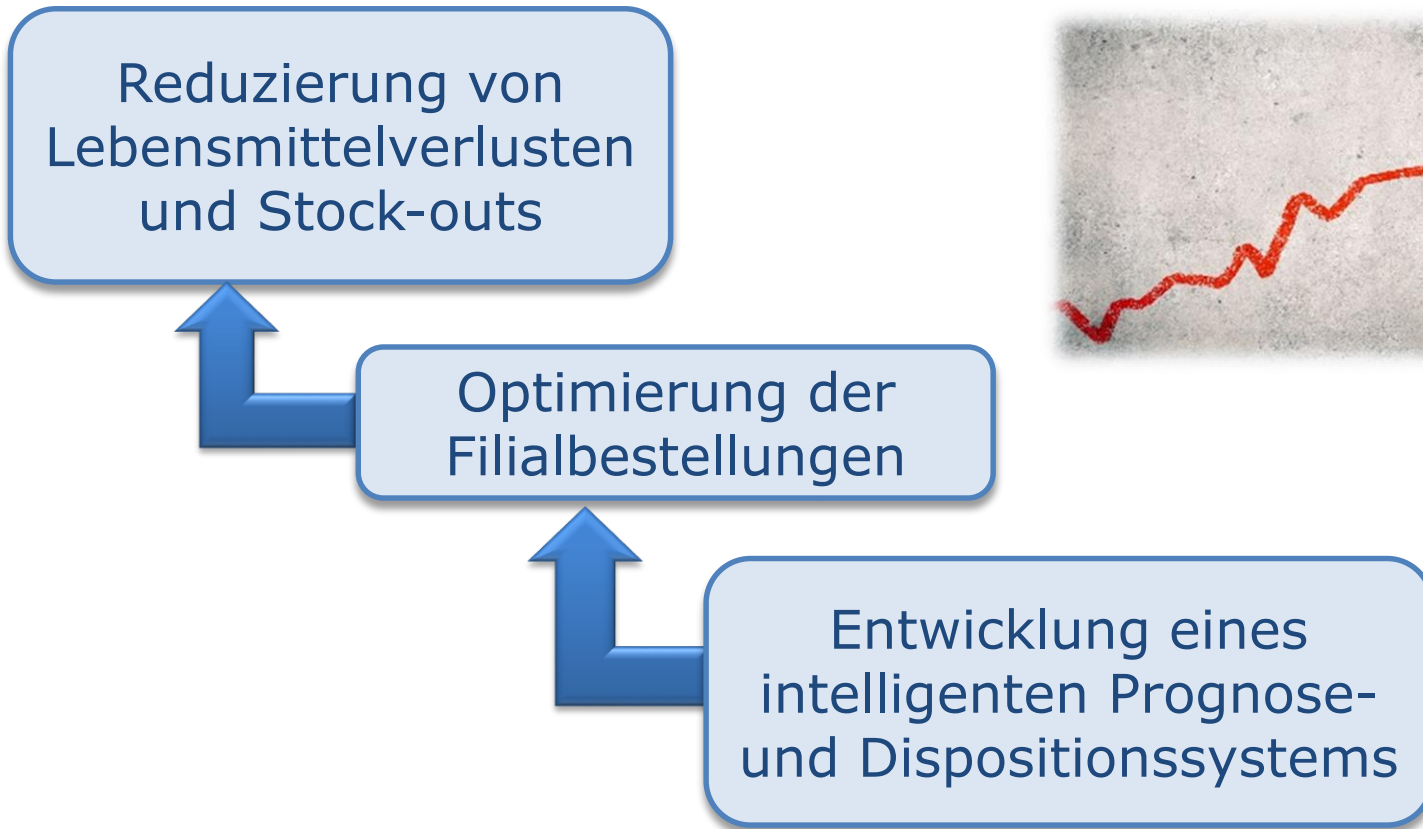 Reduzierung von
Lebensmittelverlusten
und Stock-outs
Optimierung der
Filialbestellungen
Entwicklung eines
intelligenten Prognose-
und Dispositionssystems